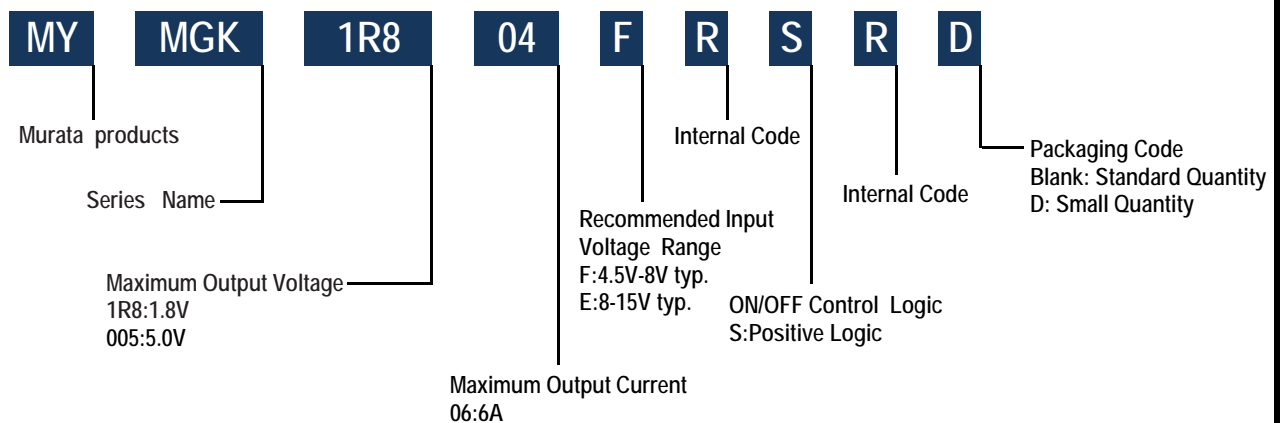 MY MGK 1R8 04 F R S R D
Murata products
Series Name
Maximum Output Voltage
1R8:1.8V
005:5.0V
Maximum Output Current
06:6A
Recommended Input
Voltage Range
F:4.5V-8V typ.
E:8-15V typ.
Internal Code
ON/OFF Control Logic
S:Positive Logic
Internal Code
Packaging Code
Blank: Standard Quantity
D: Small Quantity